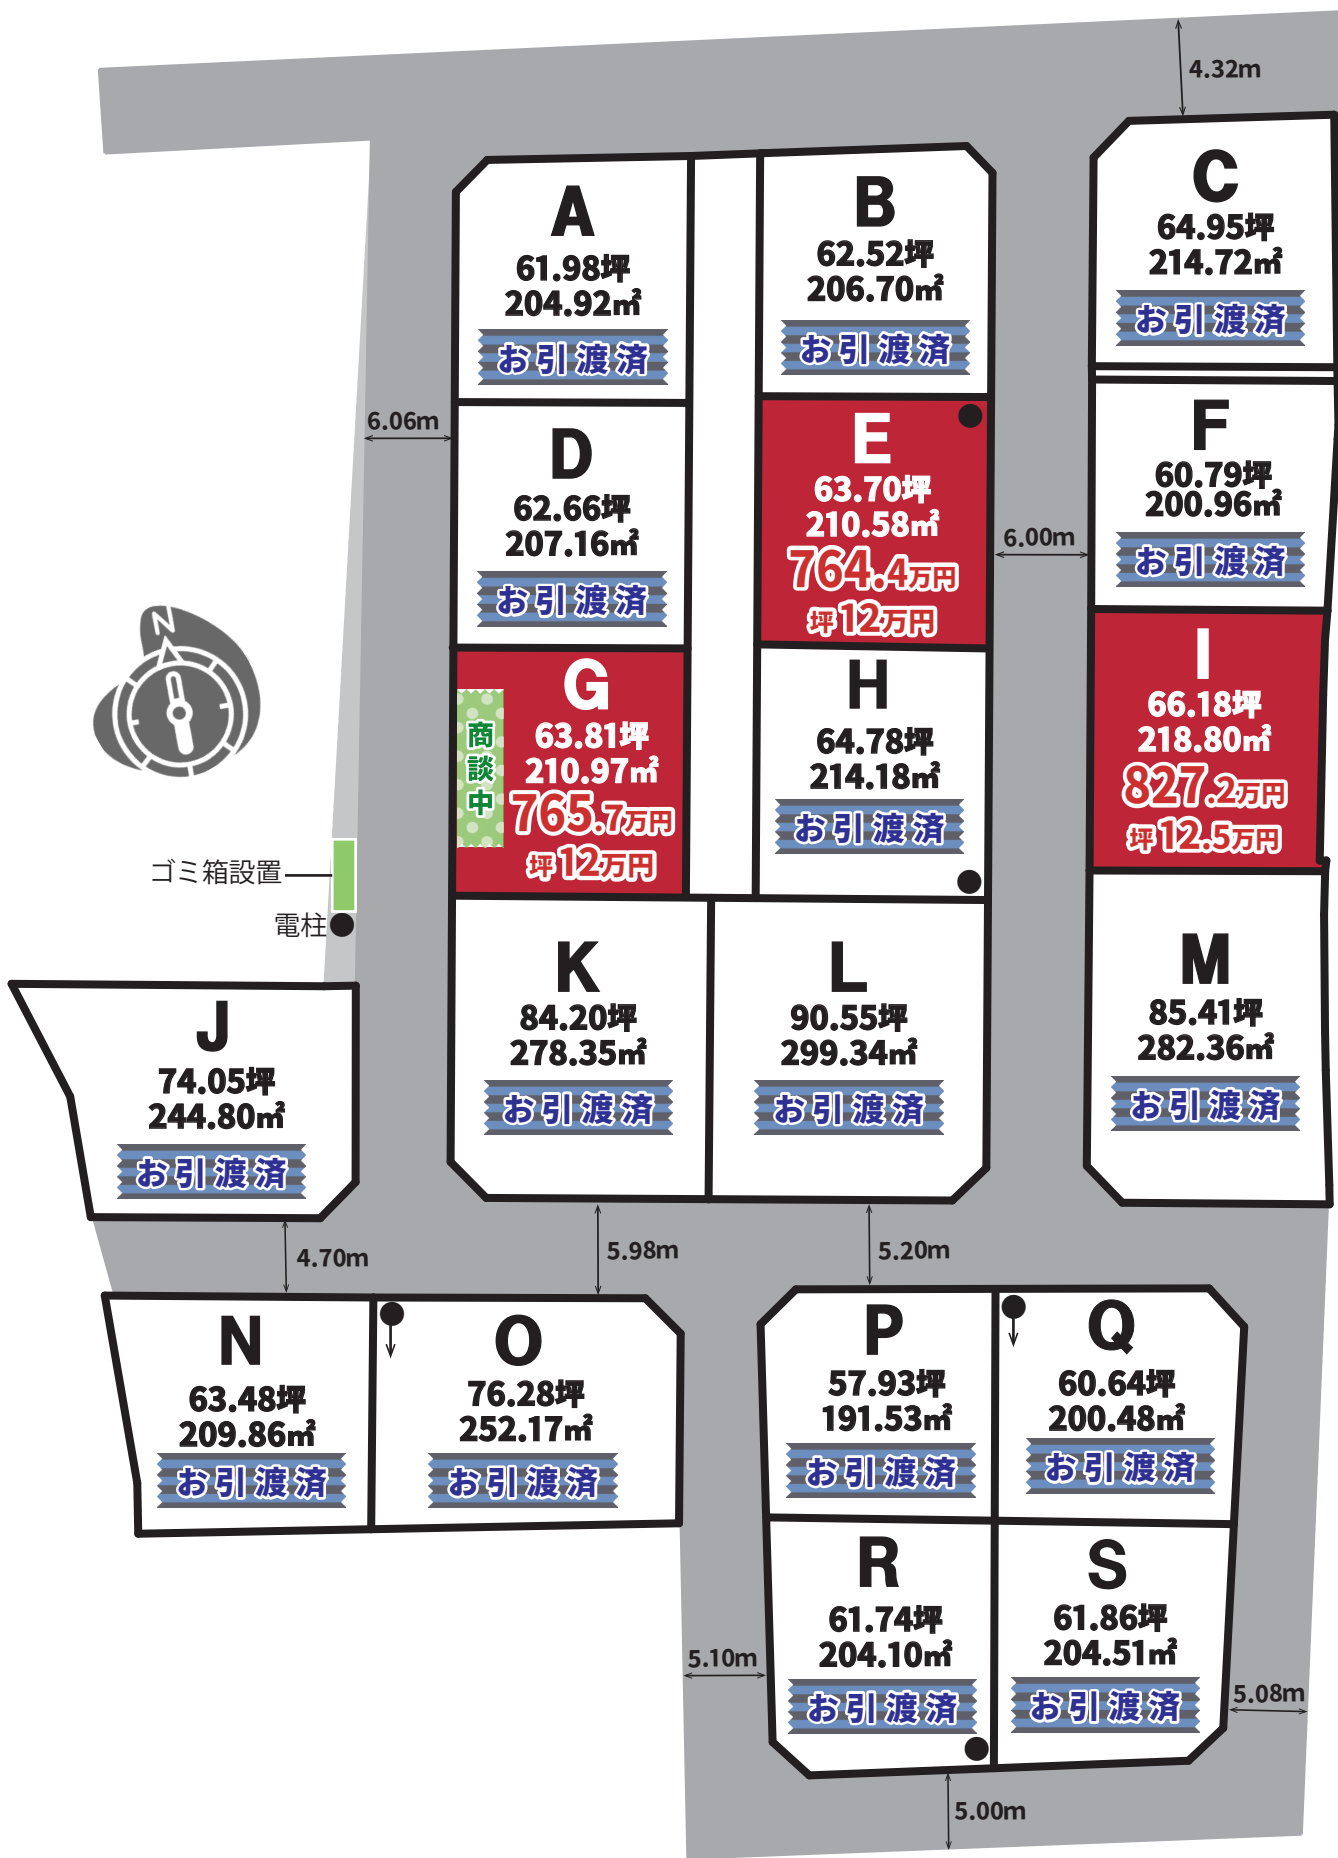 4.32m
A
61.98坪
204.92㎡
お引渡済
B
62.52坪
206.70㎡
お引渡済
C
64.95坪
214.72㎡
お引渡済
6.06m
D
62.66坪
207.16㎡
お引渡済
E
63.70坪
210.58㎡
764.4万円
坪12万円
6.00m
F
60.79坪
200.96㎡
お引渡済
N
G
63.81坪
210.97㎡
765.7万円
坪12万円
商談中
H
64.78坪
214.18㎡
お引渡済
I
66.18坪
218.80㎡
827.2万円
坪12.5万円
ゴミ箱設置
電柱
J
74.05坪
244.80㎡
お引渡済
K
84.20坪
278.35㎡
お引渡済
L
90.55坪
299.34㎡
お引渡済
M
85.41坪
282.36㎡
お引渡済
4.70m
5.98m
5.20m
N
63.48坪
209.86㎡
お引渡済
O
76.28坪
252.17㎡
お引渡済
P
57.93坪
191.53㎡
お引渡済
Q
60.64坪
200.48㎡
お引渡済
R
61.74坪
204.10㎡
お引渡済
S
61.86坪
204.51㎡
お引渡済
5.10m
5.08m
5.00m